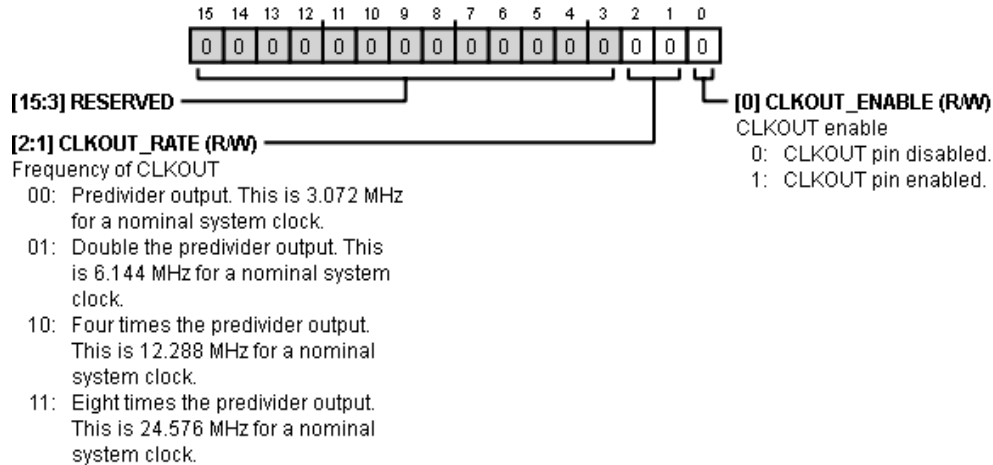 15 14 13 12 11 10 9 8 7 6 5 4 3 2 1 0
0 0 0 0 0 0 0 0 0 0 0 0 0 0 0 0
[15:3] RESERVED
[0] CLKOUT_ENABLE (R/W)
CLKOUT enable
0: CLKOUT pin disabled.
1: CLKOUT pin enabled.
[2:1] CLKOUT_RATE (R/W)
Frequency of CLKOUT
00: Predivider output. This is 3.072 MHz
for a nominal system clock.
01: Double the predivider output. This
is 6.144 MHz for a nominal system
clock.
10: Four times the predivider output.
This is 12.288 MHz for a nominal
system clock.
11: Eight times the predivider output.
This is 24.576 MHz for a nominal
system clock.